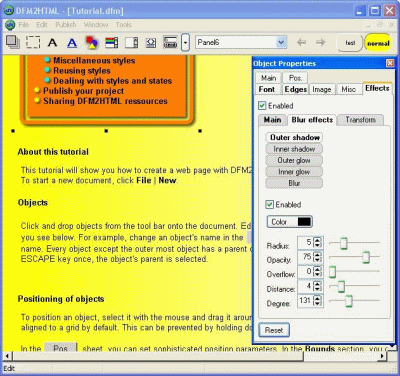 DFM2HTML - [Tutorial.dfm]
File Edit Publish Window Tools
Panel6
test
normal
Miscellaneous styles
Reusing styles
Dealing with styles and states
Publish your project
Sharing DFM2HTML ressources
About this tutorial
This tutorial will show you how to create a web page with DFM2
To start a new document, click File | New.
Objects
Click and drop objects from the tool bar onto the document. Ed
you see below. For example, change an object's name in the
name. Every object except the outer most object has a parent o
ESCAPE key once, the object's parent is selected.
Positioning of objects
To position an object, select it with the mouse and drag it aroun
aligned to a grid by default. This can be prevented by holding do
In the Pos. sheet, you can set sophisticated position parameters. In the Bounds section, you c
Edit
Object Properties
Main Pos.
Font Edges Image Misc Effects
Enabled
Main Blur effects Transform
Outer shadow
Inner shadow
Outer glow
Inner glow
Blur
Enabled
Color
Radius: 5
Opacity: 75
Overflow: 0
Distance: 4
Degree: 131
Reset